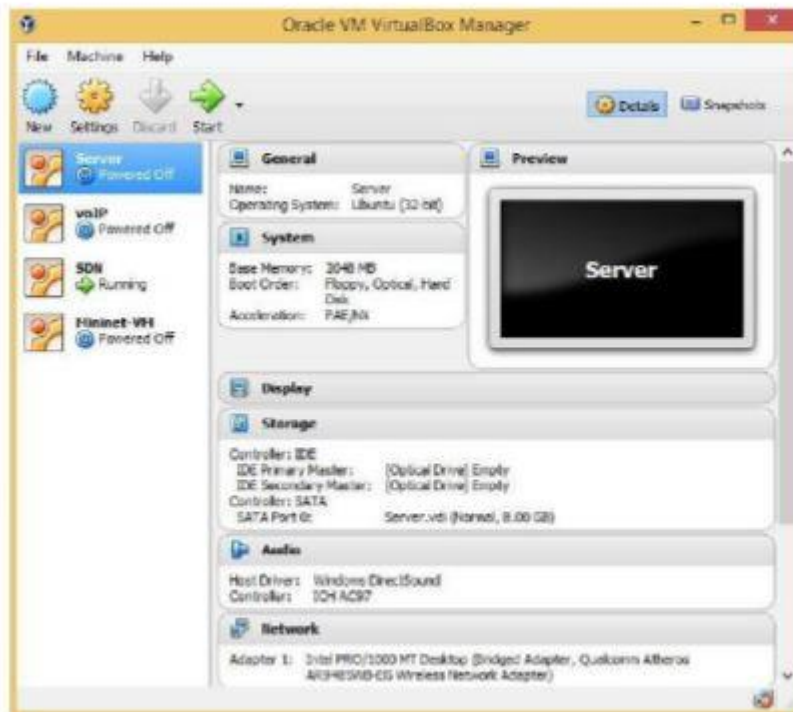 Oracle VM VirtualBox Manager
File Machine Help
New Settings Discard Start
Details Snapshots
Server
Powered Off
voIP
Powered Off
SDN
Running
Mininet-VM
Powered Off
General
Name: Server
Operating System: Ubuntu (32-bit)
System
Base Memory: 2048 MB
Boot Order: Floppy, Optical, Hard
Disk
Acceleration: PAE/NX
Preview
Server
Display
Storage
Controller: IDE
IDE Primary Master: [Optical Drive] Empty
IDE Secondary Master: [Optical Drive] Empty
Controller: SATA
SATA Port 0: Server.vdi (Normal, 8.00 GB)
Audio
Host Driver: Windows DirectSound
Controller: ICH AC97
Network
Adapter 1: Intel PRO/1000 MT Desktop (Bridged Adapter, Qualcomm Atheros
Wireless Network Adapter)